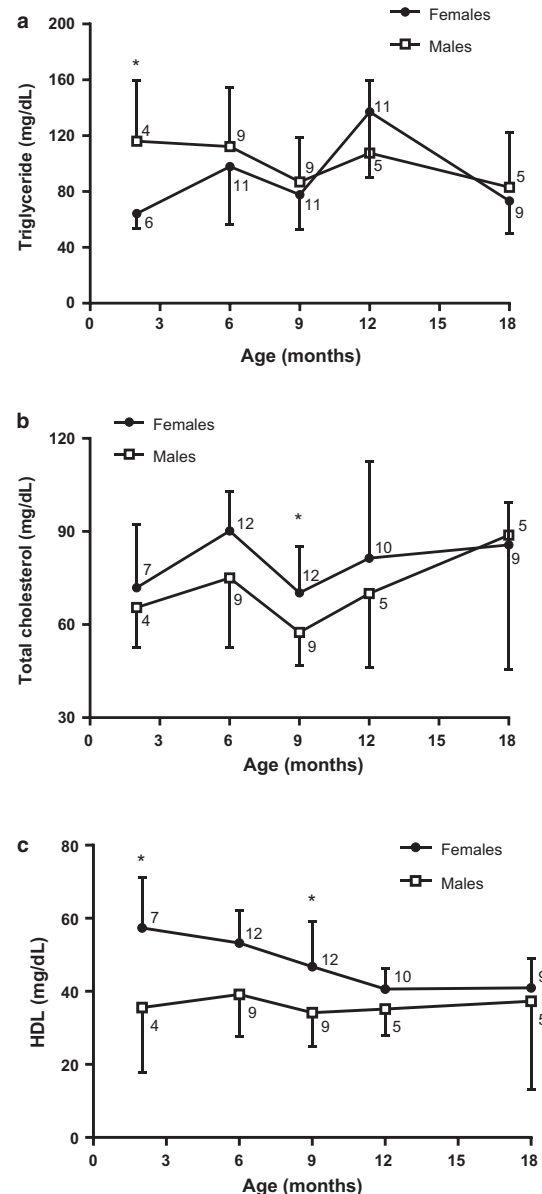 a
Females
Males
Triglyceride (mg/dL)
200
160
120
80
40
0
*
4
6
9
11
9
11
11
5
5
9
0 3 6 9 12 15 18
Age (months)
b
Females
Males
Total cholesterol (mg/dL)
120
90
60
30
*
7
4
12
9
12
9
10
5
5
9
0 3 6 9 12 15 18
Age (months)
c
Females
Males
HDL (mg/dL)
80
60
40
20
0
*
*
7
4
12
9
12
9
10
5
9
5
0 3 6 9 12 15 18
Age (months)